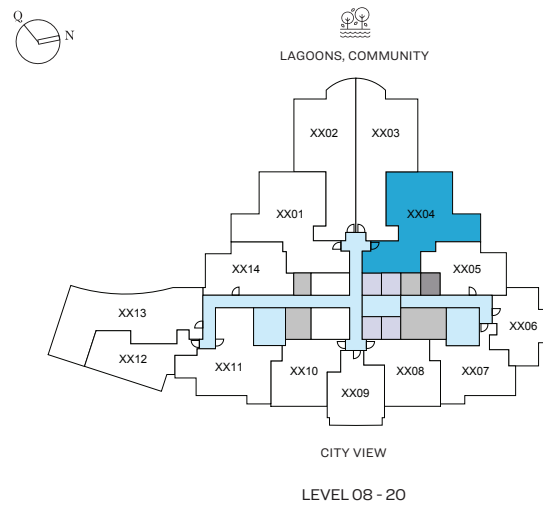 Q
N
LAGOONS, COMMUNITY
XX02
XX03
XX01
XX04
XX14
XX05
XX13
XX06
XX12
XX11
XX10
XX08
XX07
XX09
CITY VIEW
LEVEL 08 - 20